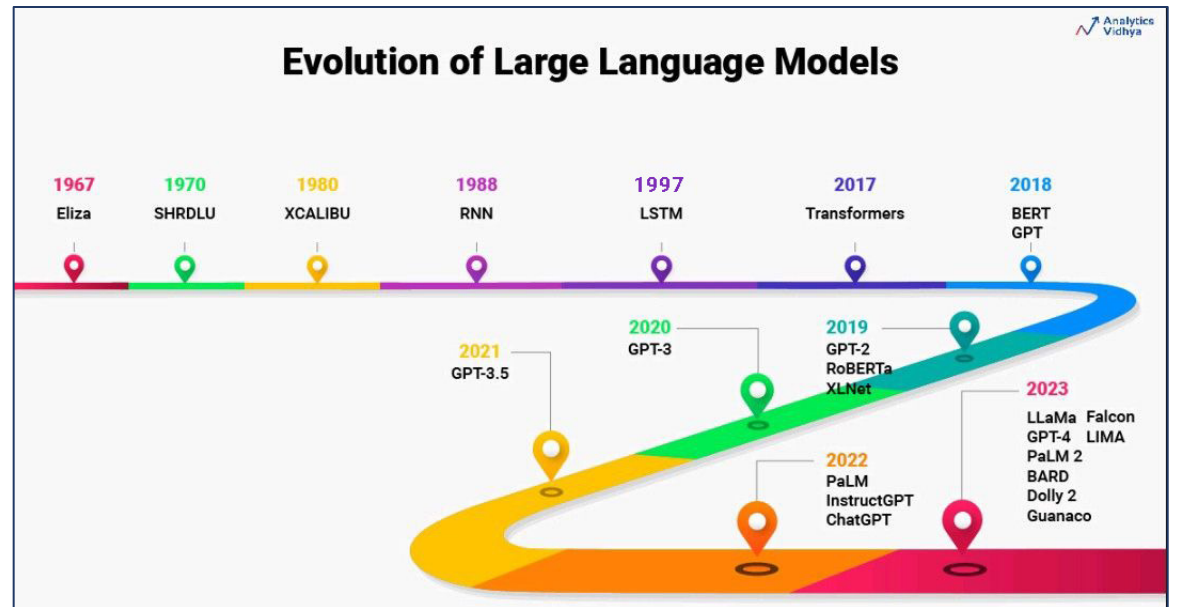 Analytics
Vidhya
Evolution of Large Language Models
1967
Eliza
1970
SHRDLU
1980
XCALIBU
1988
RNN
1997
LSTM
2017
Transformers
2018
BERT
GPT
2019
GPT-2
RoBERTa
XLNet
2020
GPT-3
2021
GPT-3.5
2022
PaLM
InstructGPT
ChatGPT
2023
LLaMa Falcon
GPT-4 LIMA
PaLM 2
BARD
Dolly 2
Guanaco